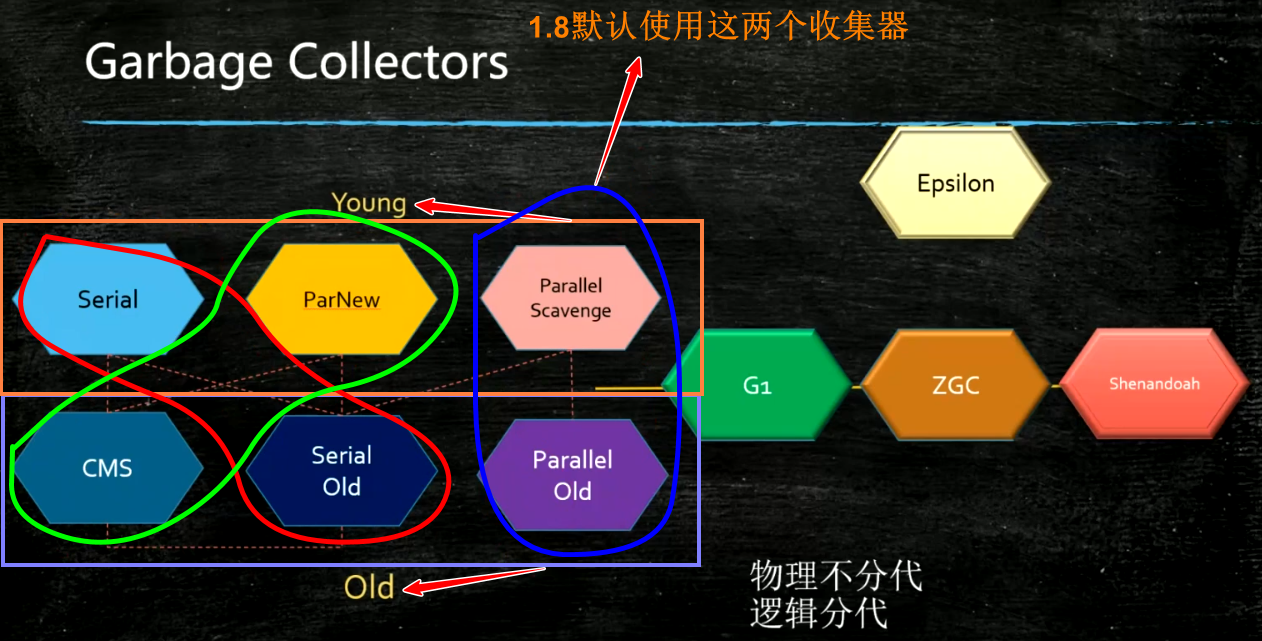 1.8默认使用这两个收集器
Garbage Collectors
Epsilon
Young
Serial
ParNew
Parallel
Scavenge
G1
ZGC
Shenandoah
CMS
Serial
Old
Parallel
Old
Old
物理不分代
逻辑分代